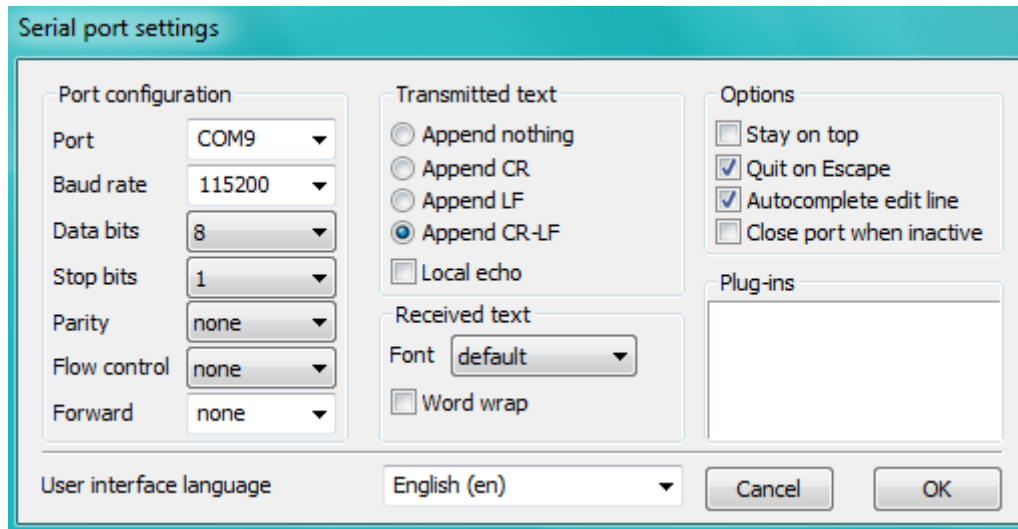 Serial port settings
Port configuration
Port COM9
Baud rate 115200
Data bits 8
Stop bits 1
Parity none
Flow control none
Forward none
Transmitted text
Append nothing
Append CR
Append LF
Append CR-LF
Local echo
Received text
Font default
Word wrap
Options
Stay on top
Quit on Escape
Autocomplete edit line
Close port when inactive
Plug-ins
User interface language English (en) Cancel OK